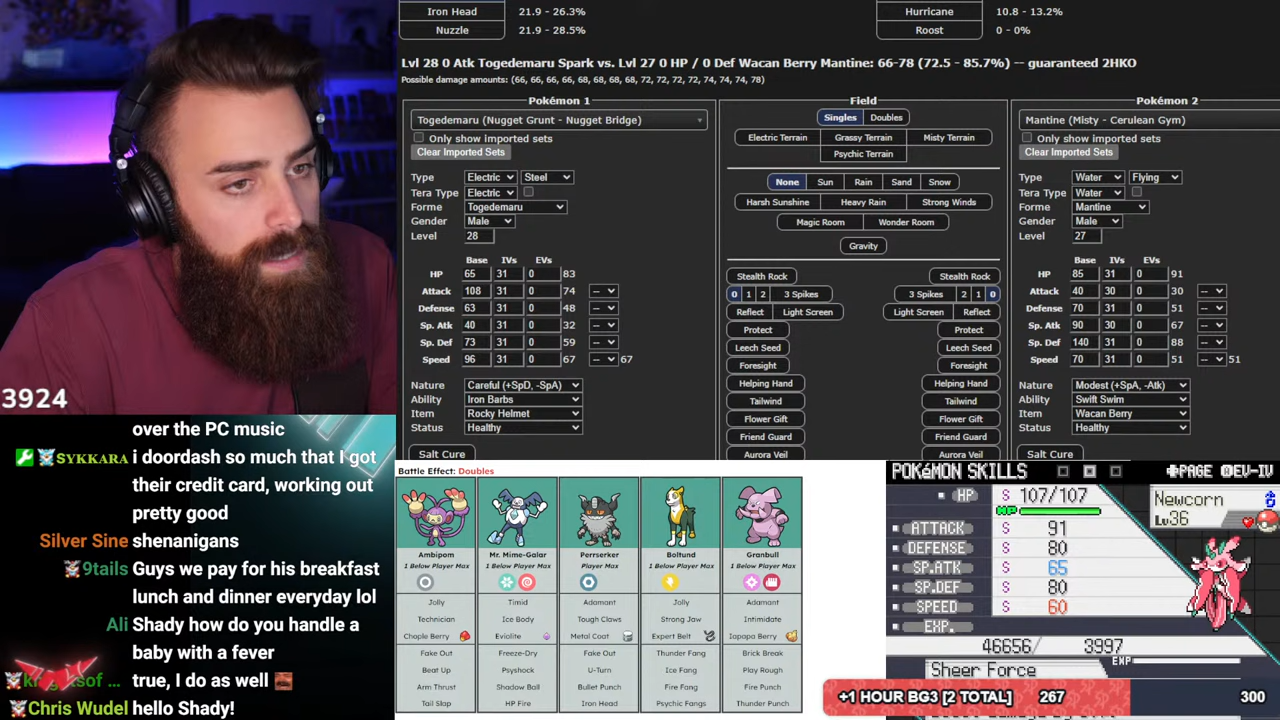 Iron Head 21.9 - 26.3%
Nuzzle 21.9 - 28.5%
Hurricane 10.8 - 13.2%
Roost 0 - 0%
Lvl 28 0 Atk Togedemaru Spark vs. Lvl 27 0 HP / 0 Def Wacan Berry Mantine: 66-78 (72.5 - 85.7%) -- guaranteed 2HKO
Possible damage amounts: (66, 66, 66, 66, 68, 68, 68, 68, 72, 72, 72, 72, 74, 74, 74, 78)
Pokémon 1
Togedemaru (Nugget Grunt - Nugget Bridge)
Only show imported sets
Clear Imported Sets
Type Electric Steel
Tera Type Electric
Forme Togedemaru
Gender Male
Level 28
Base IVs EVs
HP 65 31 0 83
Attack 108 31 0 74 --
Defense 63 31 0 48 --
Sp. Atk 40 31 0 32 --
Sp. Def 73 31 0 59 --
Speed 96 31 0 67 -- 67
Nature Careful (+SpD, -SpA)
Ability Iron Barbs
Item Rocky Helmet
Status Healthy
Salt Cure
Field
Singles Doubles
Electric Terrain Grassy Terrain Misty Terrain
Psychic Terrain
None Sun Rain Sand Snow
Harsh Sunshine Heavy Rain Strong Winds
Magic Room Wonder Room
Gravity
Stealth Rock Stealth Rock
0 1 2 3 Spikes 3 Spikes 2 1 0
Reflect Light Screen Light Screen Reflect
Protect Protect
Leech Seed Leech Seed
Foresight Foresight
Helping Hand Helping Hand
Tailwind Tailwind
Flower Gift Flower Gift
Friend Guard Friend Guard
Aurora Veil Aurora Veil
Pokémon 2
Mantine (Misty - Cerulean Gym)
Only show imported sets
Clear Imported Sets
Type Water Flying
Tera Type Water
Forme Mantine
Gender Male
Level 27
Base IVs EVs
HP 85 31 0 91
Attack 40 30 0 30 --
Defense 70 31 0 51 --
Sp. Atk 90 30 0 67 --
Sp. Def 140 31 0 88 --
Speed 70 31 0 51 -- 51
Nature Modest (+SpA, -Atk)
Ability Swift Swim
Item Wacan Berry
Status Healthy
Salt Cure
3924
over the PC music
SYKKARA i doordash so much that I got
their credit card, working out
pretty good
Silver Sine shenanigans
9tails Guys we pay for his breakfast
lunch and dinner everyday lol
Ali Shady how do you handle a
baby with a fever
true, I do as well
Chris Wudel hello Shady!
Battle Effect: Doubles
Ambipom
1 Below Player Max
Jolly
Technician
Chople Berry
Fake Out
Beat Up
Arm Thrust
Tail Slap
Mr. Mime-Galar
1 Below Player Max
Timid
Ice Body
Eviolite
Freeze-Dry
Psyshock
Shadow Ball
HP Fire
Perrserker
Player Max
Adamant
Tough Claws
Metal Coat
Fake Out
U-Turn
Bullet Punch
Iron Head
Boltund
1 Below Player Max
Jolly
Strong Jaw
Expert Belt
Thunder Fang
Ice Fang
Fire Fang
Psychic Fangs
Granbull
1 Below Player Max
Adamant
Intimidate
Iapapa Berry
Brick Break
Play Rough
Fire Punch
Thunder Punch
POKéMON SKILLS PAGE EV-IV
HP S 107/107
HP
ATTACK S 91
DEFENSE S 80
SP.ATK S 65
SP.DEF S 80
SPEED S 60
EXP.
46656/ 3997
EXP
Sheer Force
Newcorn
Lv36
+1 HOUR BG3 [2 TOTAL] 267 300